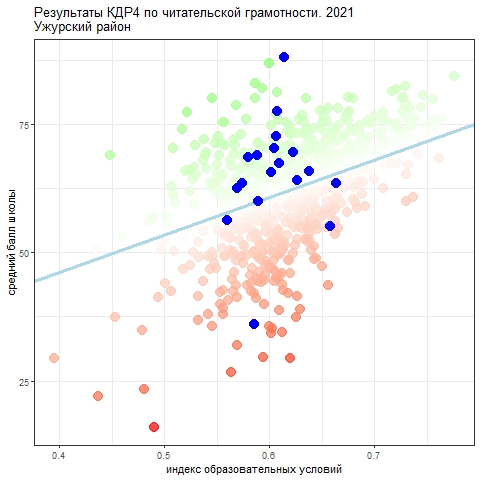 Результаты КДР4 по читательской грамотности. 2021
Ужурский район
средний балл школы
75
50
25
0.4
0.5
0.6
0.7
индекс образовательных условий